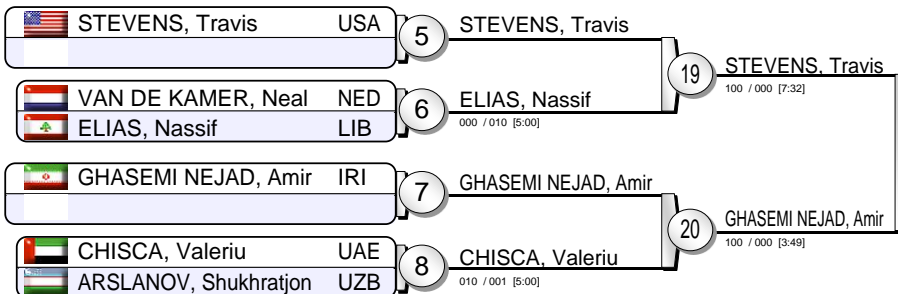 STEVENS, Travis USA
5
STEVENS, Travis
19
STEVENS, Travis
100 / 000 [7:32]
VAN DE KAMER, Neal NED
ELIAS, Nassif LIB
6
ELIAS, Nassif
000 / 010 [5:00]
GHASEMI NEJAD, Amir IRI
7
GHASEMI NEJAD, Amir
20
GHASEMI NEJAD, Amir
100 / 000 [3:49]
CHISCA, Valeriu UAE
ARSLANOV, Shukhratjon UZB
8
CHISCA, Valeriu
010 / 001 [5:00]